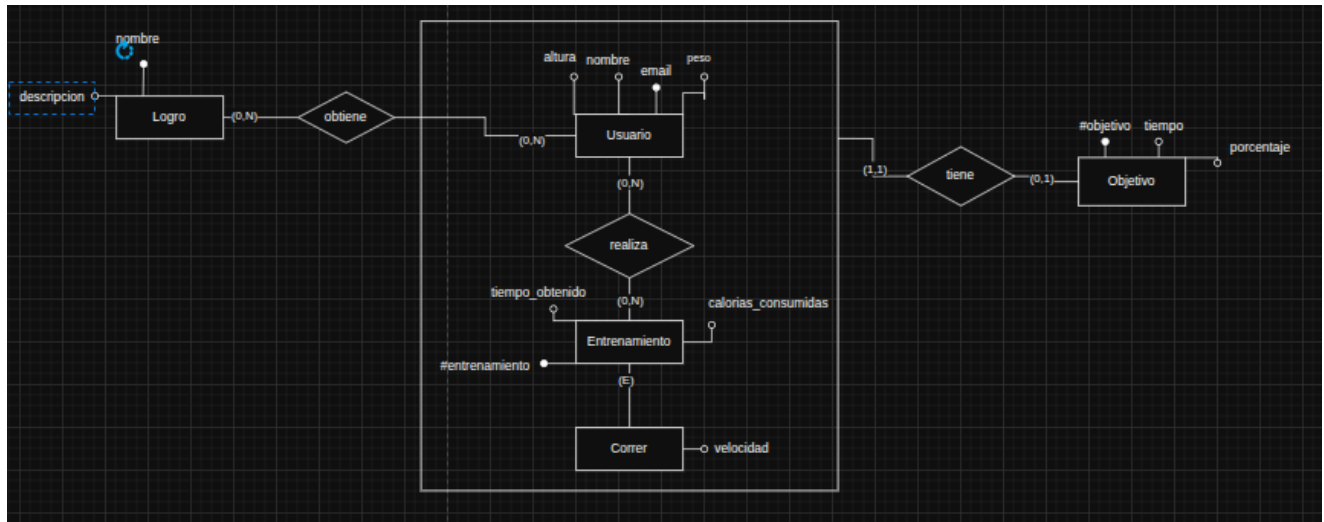 nombre
descripcion
Logro
(0,N)
obtiene
(0,N)
altura
nombre
email
peso
Usuario
(0,N)
realiza
(0,N)
tiempo_obtenido
calorias_consumidas
Entrenamiento
#entrenamiento
(E)
Correr
velocidad
(1,1)
tiene
(0,1)
#objetivo
tiempo
porcentaje
Objetivo